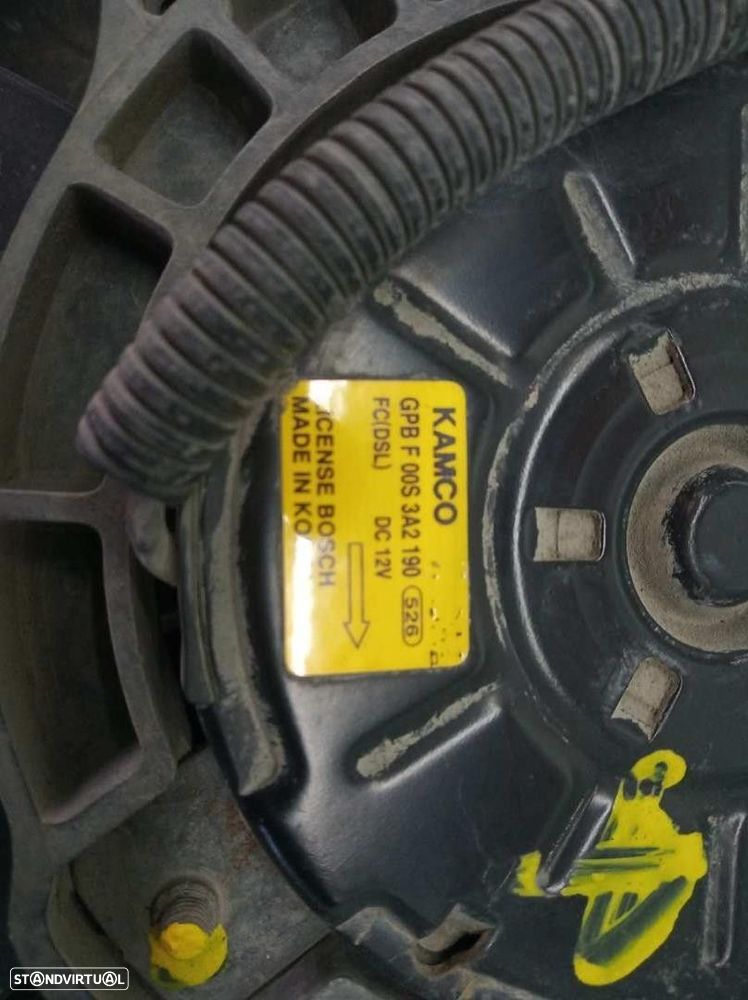 KAMCO
GPB F 00S 3A2 190 526
FC(DSL) DC 12V
LICENSE BOSCH
MADE IN KO
STANDVIRTUAL